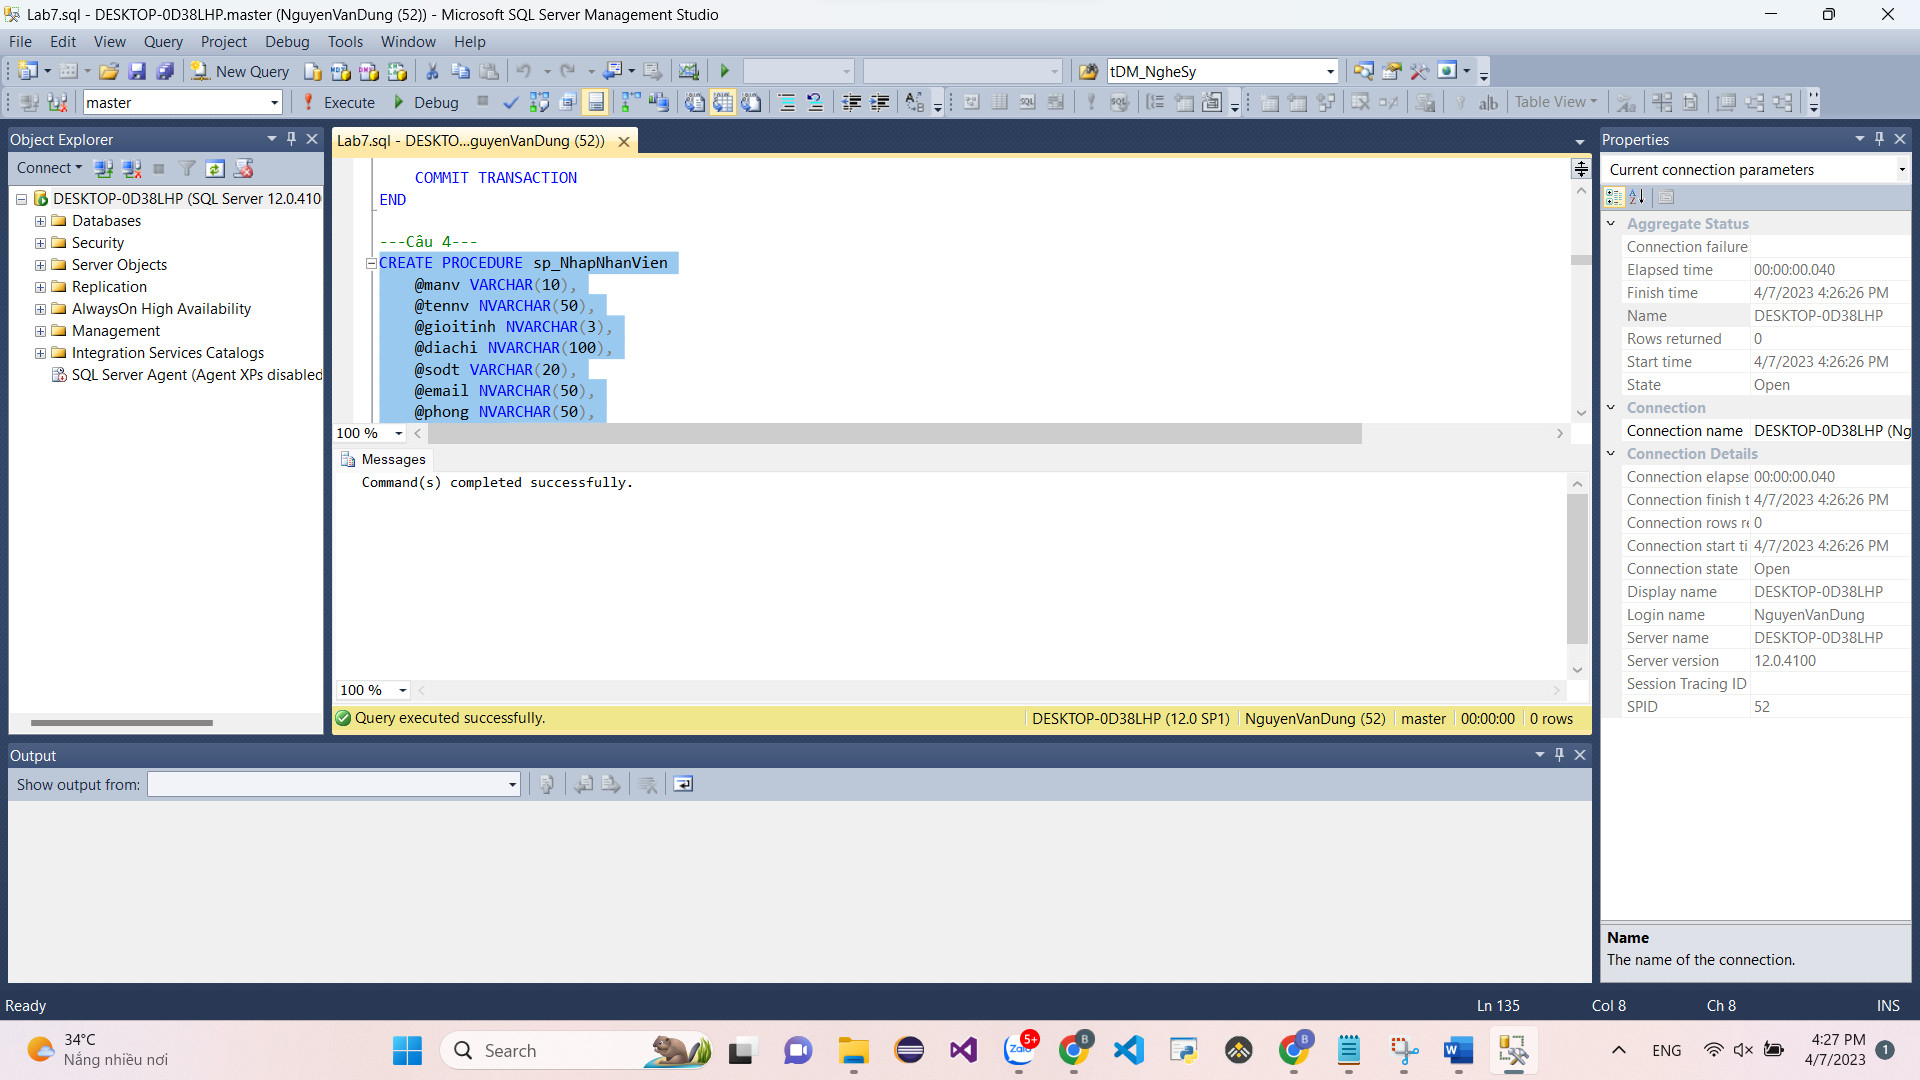 Lab7.sql - DESKTOP-0D38LHP.master (NguyenVanDung (52)) - Microsoft SQL Server Management Studio
File Edit View Query Project Debug Tools Window Help
New Query
tDM_NgheSy
master
Execute
Debug
Table View
Object Explorer
Connect
DESKTOP-0D38LHP (SQL Server 12.0.410
Databases
Security
Server Objects
Replication
AlwaysOn High Availability
Management
Integration Services Catalogs
SQL Server Agent (Agent XPs disabled
Lab7.sql - DESKTO...guyenVanDung (52))
COMMIT TRANSACTION
END
---Câu 4---
CREATE PROCEDURE sp_NhapNhanVien
@manv VARCHAR(10),
@tennv NVARCHAR(50),
@gioitinh NVARCHAR(3),
@diachi NVARCHAR(100),
@sodt VARCHAR(20),
@email NVARCHAR(50),
@phong NVARCHAR(50),
100 %
Messages
Command(s) completed successfully.
100 %
Query executed successfully.
DESKTOP-0D38LHP (12.0 SP1)
NguyenVanDung (52)
master
00:00:00
0 rows
Output
Show output from:
Properties
Current connection parameters
Aggregate Status
Connection failure
Elapsed time 00:00:00.040
Finish time 4/7/2023 4:26:26 PM
Name DESKTOP-0D38LHP
Rows returned 0
Start time 4/7/2023 4:26:26 PM
State Open
Connection
Connection name DESKTOP-0D38LHP (Ng
Connection Details
Connection elapse 00:00:00.040
Connection finish t 4/7/2023 4:26:26 PM
Connection rows re 0
Connection start ti 4/7/2023 4:26:26 PM
Connection state Open
Display name DESKTOP-0D38LHP
Login name NguyenVanDung
Server name DESKTOP-0D38LHP
Server version 12.0.4100
Session Tracing ID
SPID 52
Name
The name of the connection.
Ready
Ln 135
Col 8
Ch 8
INS
34°C
Nắng nhiều nơi
Search
Zalo
5+
B
B
W
ENG
4:27 PM
4/7/2023
1